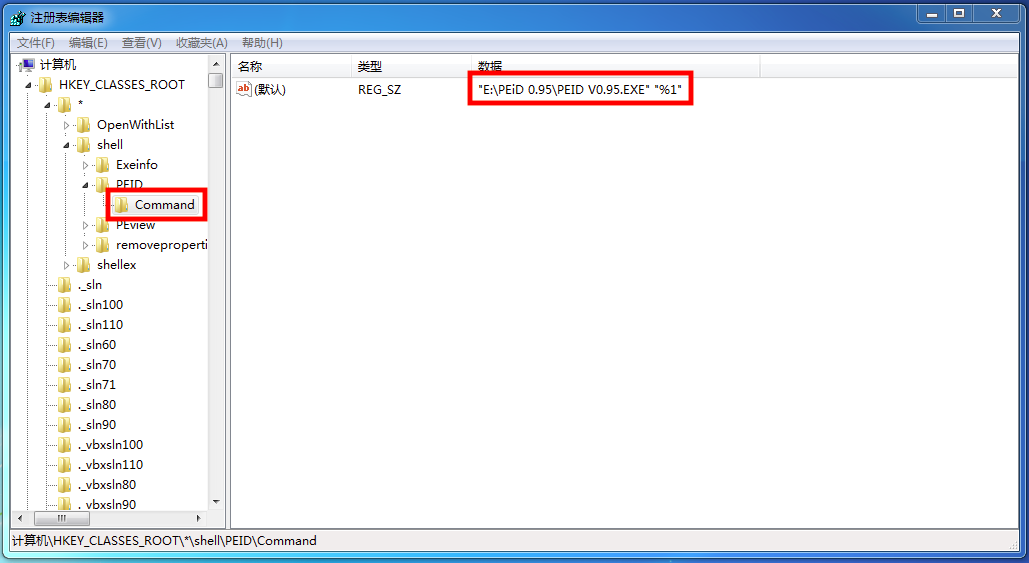 注册表编辑器
文件(F) 编辑(E) 查看(V) 收藏夹(A) 帮助(H)
计算机
HKEY_CLASSES_ROOT
*
OpenWithList
shell
Exeinfo
PEID
Command
PEview
removeproperti
shellex
._sln
._sln100
._sln110
._sln60
._sln70
._sln71
._sln80
._sln90
._vbxsln100
._vbxsln110
._vbxsln80
._vbxsln90
名称 类型 数据
ab (默认) REG_SZ "E:\PEiD 0.95\PEID V0.95.EXE" "%1"
计算机\HKEY_CLASSES_ROOT\*\shell\PEID\Command